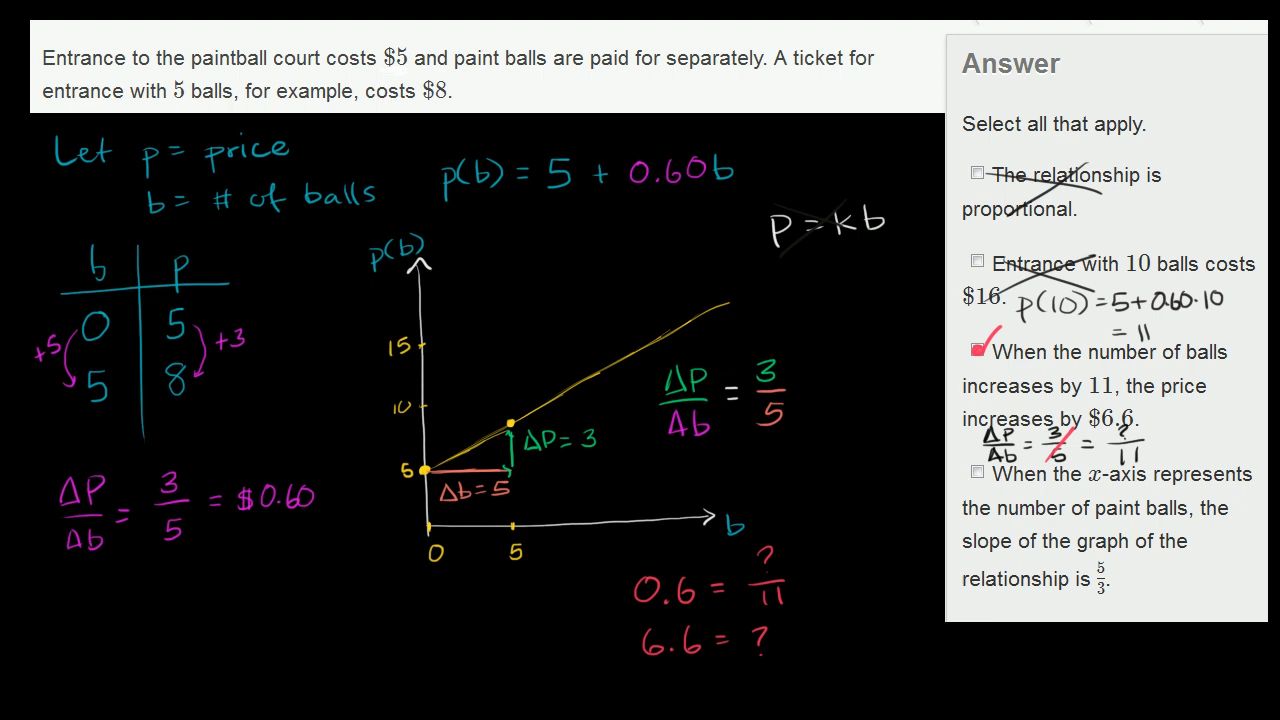 Entrance to the paintball court costs $5 and paint balls are paid for separately. A ticket for
entrance with 5 balls, for example, costs $8.
Let p = price
b = # of balls
p(b) = 5 + 0.60b
p = kb
b p
0 5
5 8
+5
+3
ΔP/Δb = 3/5 = $0.60
p(b)
15
10
5
0
5
b
ΔP = 3
Δb = 5
ΔP/Δb = 3/5
0.6 = ?/11
6.6 = ?
Answer
Select all that apply.
The relationship is
proportional.
Entrance with 10 balls costs
$16.
p(10) = 5 + 0.60·10
= 11
When the number of balls
increases by 11, the price
increases by $6.6.
ΔP/Δb = 3/5 = ?/11
When the x-axis represents
the number of paint balls, the
slope of the graph of the
relationship is 5/3.